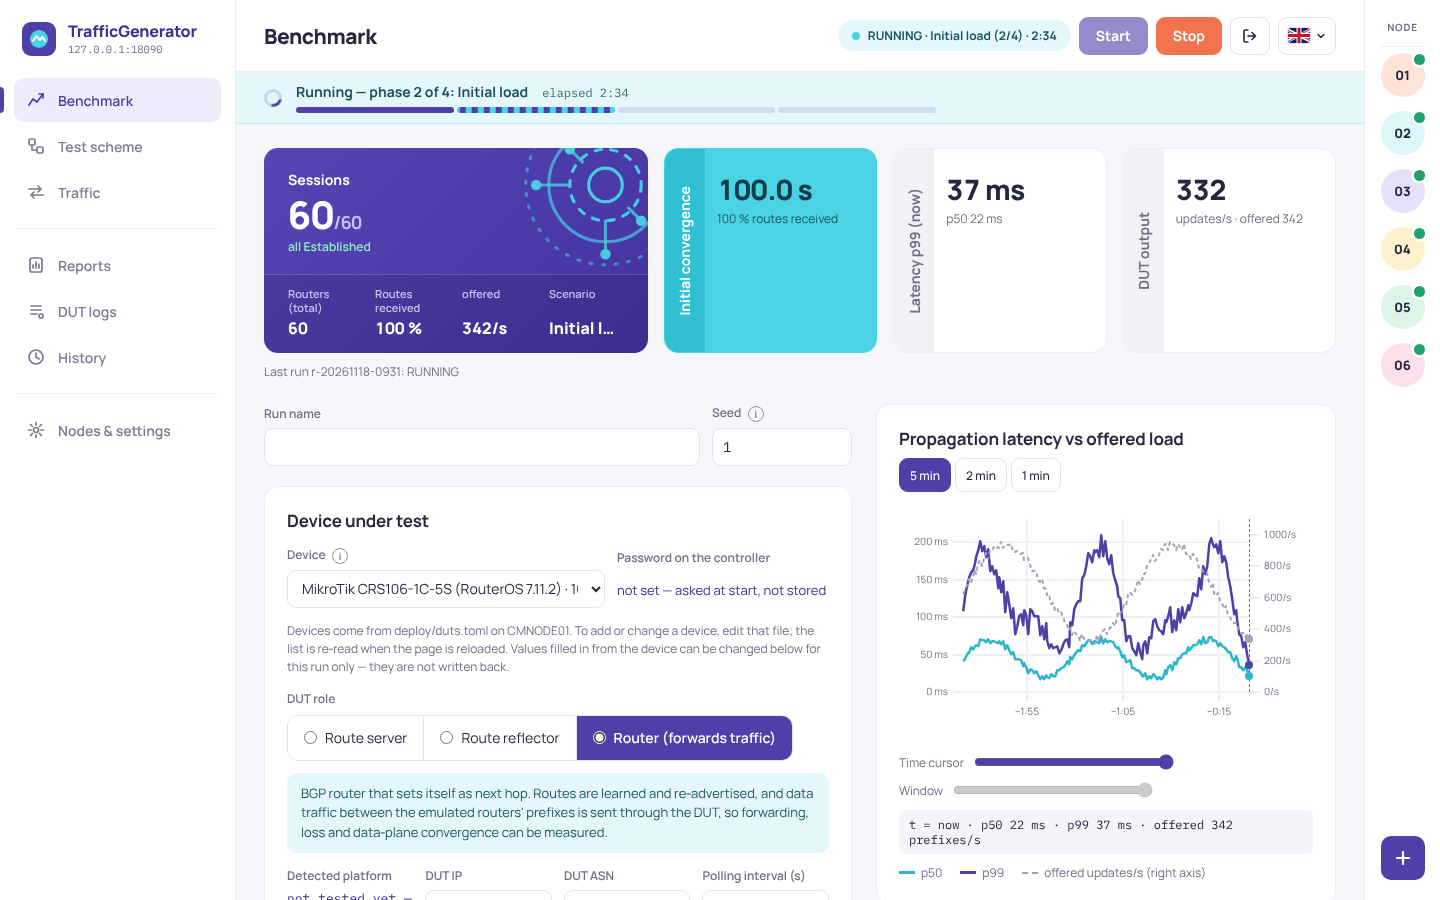 TrafficGenerator
127.0.0.1:18090
Benchmark
Test scheme
Traffic
Reports
DUT logs
History
Nodes & settings
Benchmark
RUNNING · Initial load (2/4) · 2:34
Start
Stop
Running — phase 2 of 4: Initial load
elapsed 2:34
Sessions
60/60
all Established
Routers (total)
60
Routes received
100 %
offered
342/s
Scenario
Initial l…
Initial convergence
100.0 s
100 % routes received
Latency p99 (now)
37 ms
p50 22 ms
DUT output
332
updates/s · offered 342
Last run r-20261118-0931: RUNNING
Run name
Seed i
1
Device under test
Device i
MikroTik CRS106-1C-5S (RouterOS 7.11.2) ·
Password on the controller
not set — asked at start, not stored
Devices come from deploy/duts.toml on CMNODE01. To add or change a device, edit that file; the
list is re-read when the page is reloaded. Values filled in from the device can be changed below for
this run only — they are not written back.
DUT role
Route server
Route reflector
Router (forwards traffic)
BGP router that sets itself as next hop. Routes are learned and re-advertised, and data
traffic between the emulated routers' prefixes is sent through the DUT, so forwarding,
loss and data-plane convergence can be measured.
Detected platform
not tested yet —
DUT IP
DUT ASN
Polling interval (s)
Propagation latency vs offered load
5 min
2 min
1 min
200 ms
150 ms
100 ms
50 ms
0 ms
1000/s
800/s
600/s
400/s
200/s
0/s
−1:55
−1:05
−0:15
Time cursor
Window
t = now · p50 22 ms · p99 37 ms · offered 342
prefixes/s
p50
p99
offered updates/s (right axis)
NODE
01
02
03
04
05
06
+